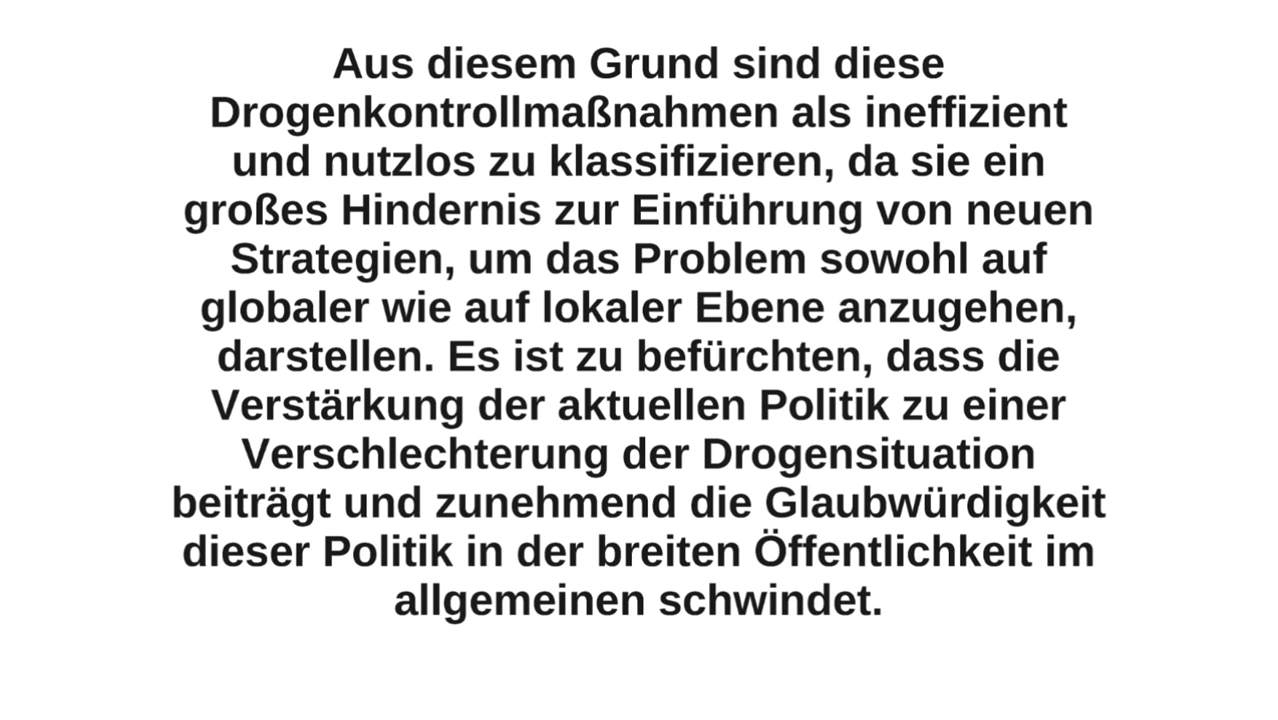 Aus diesem Grund sind diese
Drogenkontrollmaßnahmen als ineffizient
und nutzlos zu klassifizieren, da sie ein
großes Hindernis zur Einführung von neuen
Strategien, um das Problem sowohl auf
globaler wie auf lokaler Ebene anzugehen,
darstellen. Es ist zu befürchten, dass die
Verstärkung der aktuellen Politik zu einer
Verschlechterung der Drogensituation
beiträgt und zunehmend die Glaubwürdigkeit
dieser Politik in der breiten Öffentlichkeit im
allgemeinen schwindet.